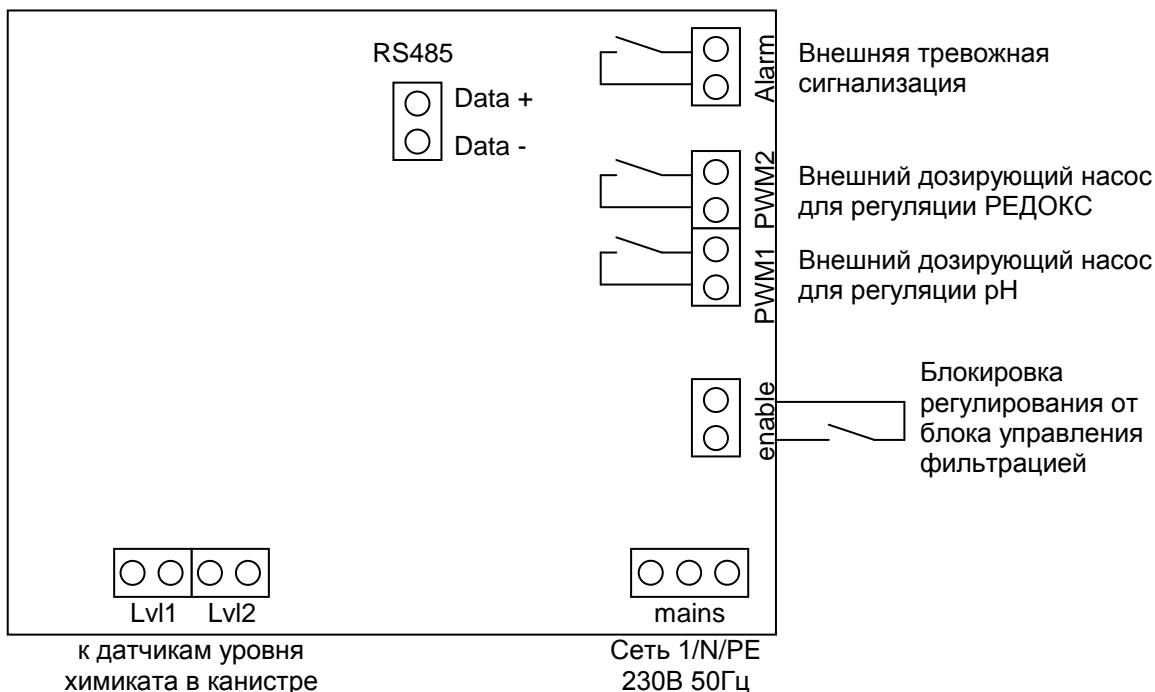 RS485
Data +
Data -
Alarm
Внешняя тревожная
сигнализация
PWM2
Внешний дозирующий насос
для регуляции РЕДОКС
PWM1
Внешний дозирующий насос
для регуляции pH
enable
Блокировка
регулирования от
блока управления
фильтрацией
Lvl1 Lvl2
mains
к датчикам уровня
химиката в канистре
Сеть 1/N/PE
230В 50Гц